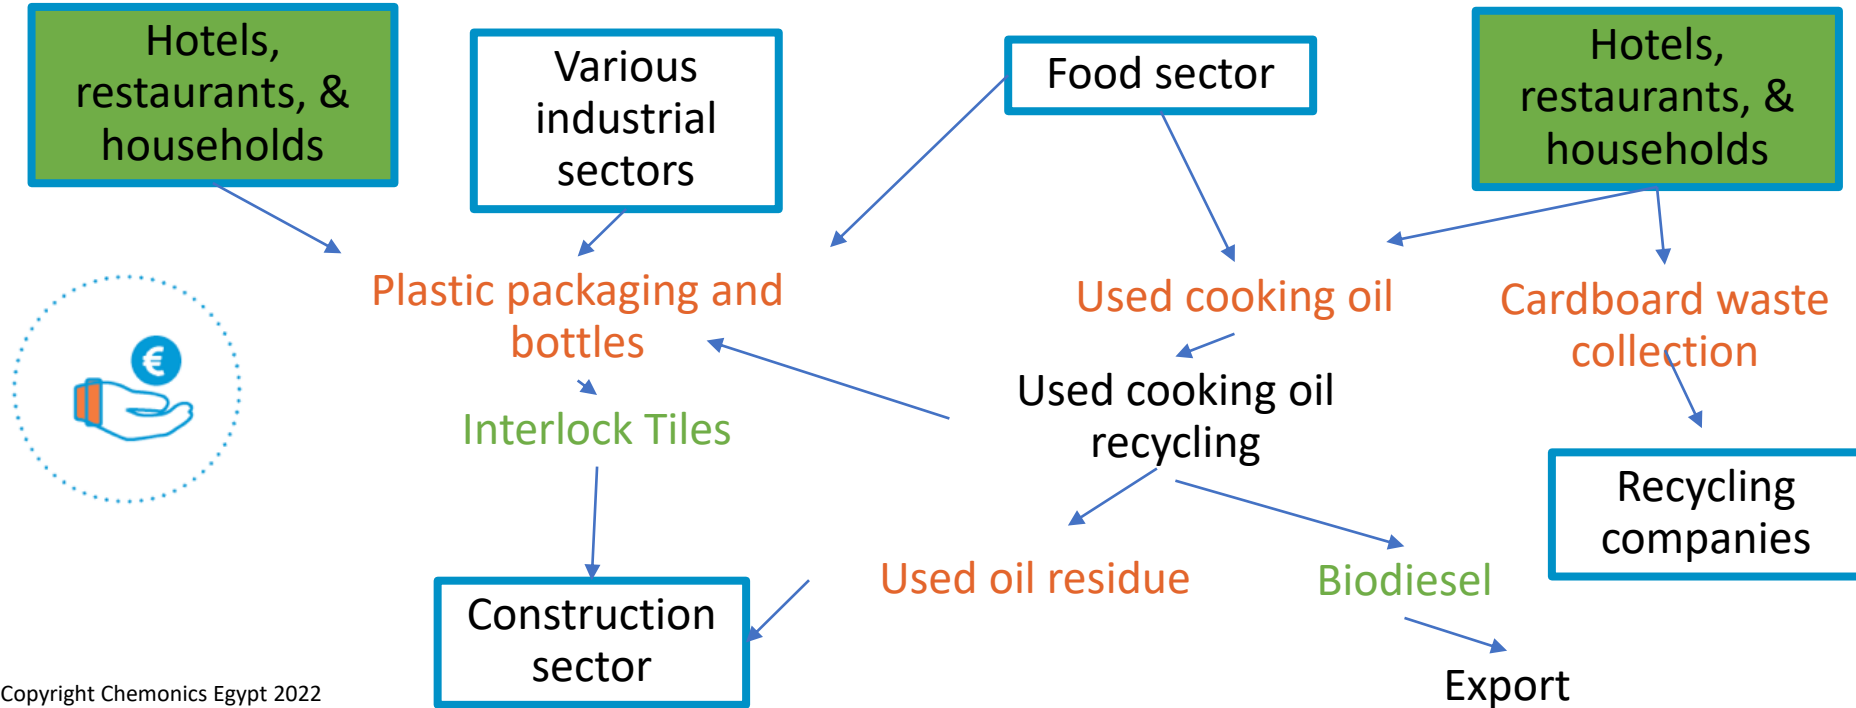 Hotels,
restaurants, &
households
Various
industrial
sectors
Food sector
Hotels,
restaurants, &
households
Plastic packaging and
bottles
Used cooking oil
Cardboard waste
collection
€
Interlock Tiles
Used cooking oil
recycling
Recycling
companies
Used oil residue
Biodiesel
Construction
sector
Export
Copyright Chemonics Egypt 2022